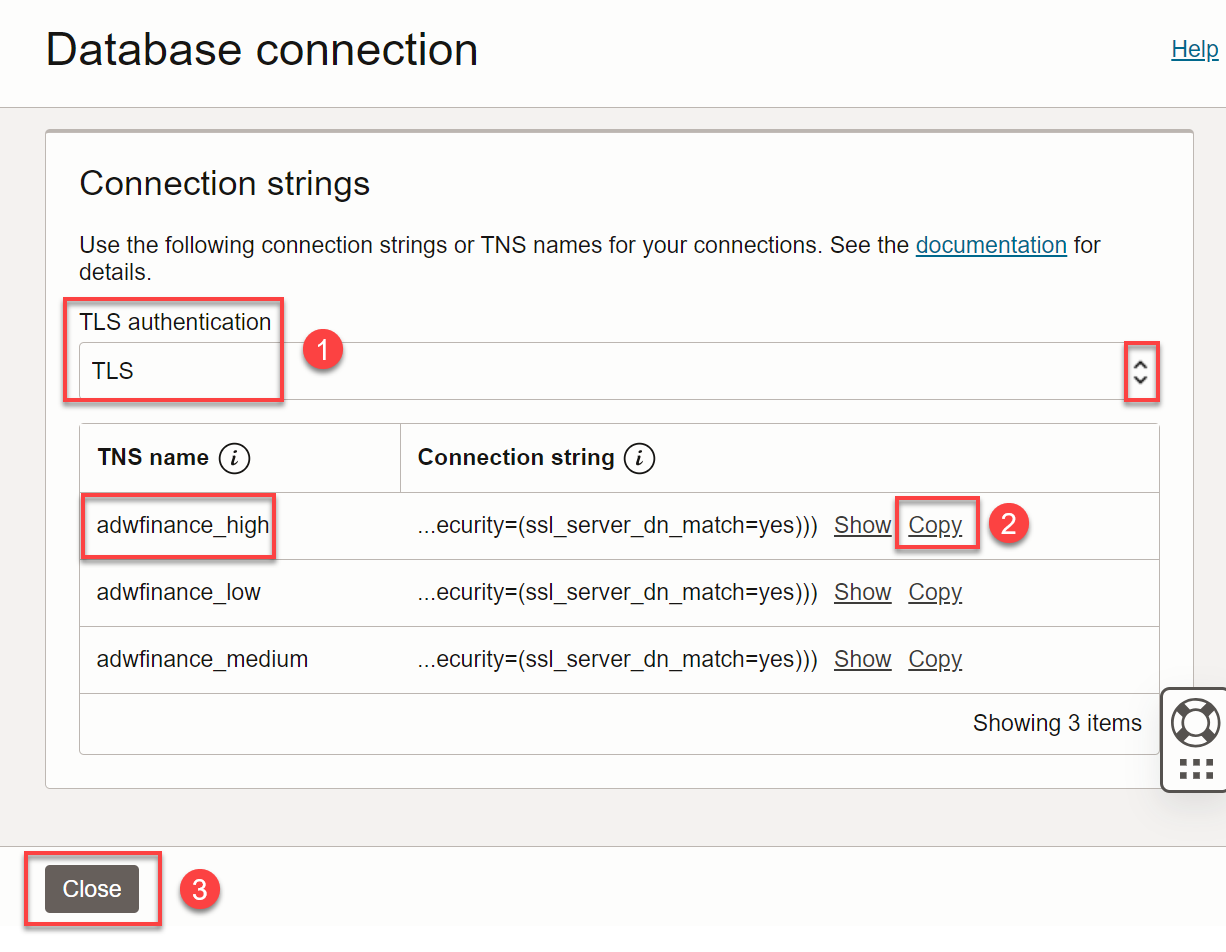 Database connection
Help
Connection strings
Use the following connection strings or TNS names for your connections. See the documentation for
details.
TLS authentication
1
TLS
TNS name i Connection string i
adwfinance_high ...ecurity=(ssl_server_dn_match=yes))) Show Copy 2
adwfinance_low ...ecurity=(ssl_server_dn_match=yes))) Show Copy
adwfinance_medium ...ecurity=(ssl_server_dn_match=yes))) Show Copy
Showing 3 items
Close 3